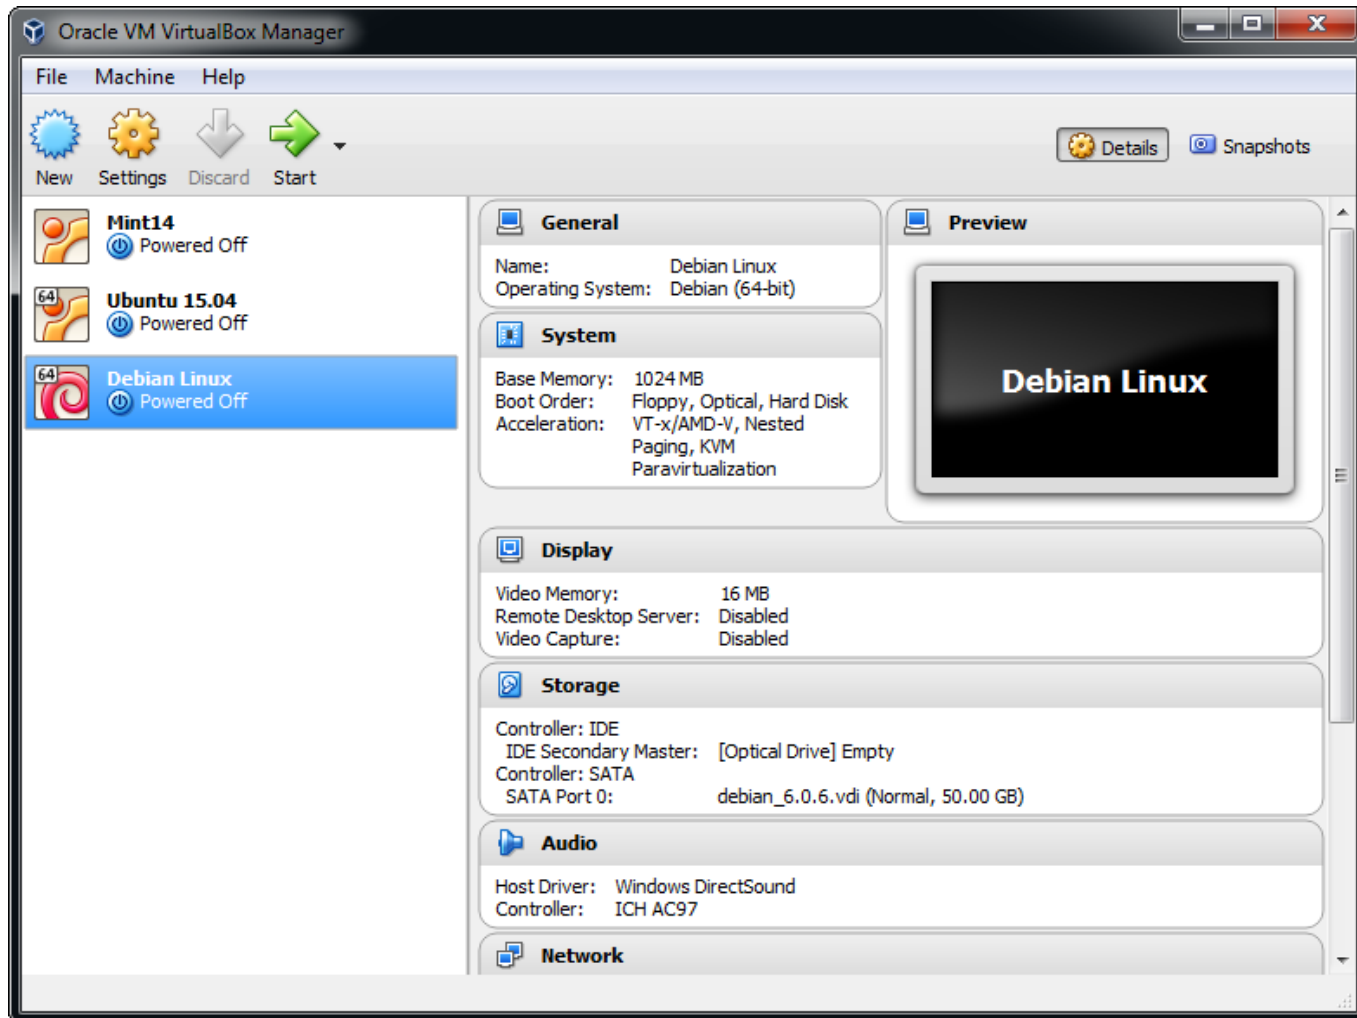 Oracle VM VirtualBox Manager
File Machine Help
New Settings Discard Start
Details Snapshots
Mint14
Powered Off
64
Ubuntu 15.04
Powered Off
64
Debian Linux
Powered Off
General
Name: Debian Linux
Operating System: Debian (64-bit)
System
Base Memory: 1024 MB
Boot Order: Floppy, Optical, Hard Disk
Acceleration: VT-x/AMD-V, Nested
Paging, KVM
Paravirtualization
Preview
Debian Linux
Display
Video Memory: 16 MB
Remote Desktop Server: Disabled
Video Capture: Disabled
Storage
Controller: IDE
IDE Secondary Master: [Optical Drive] Empty
Controller: SATA
SATA Port 0: debian_6.0.6.vdi (Normal, 50.00 GB)
Audio
Host Driver: Windows DirectSound
Controller: ICH AC97
Network